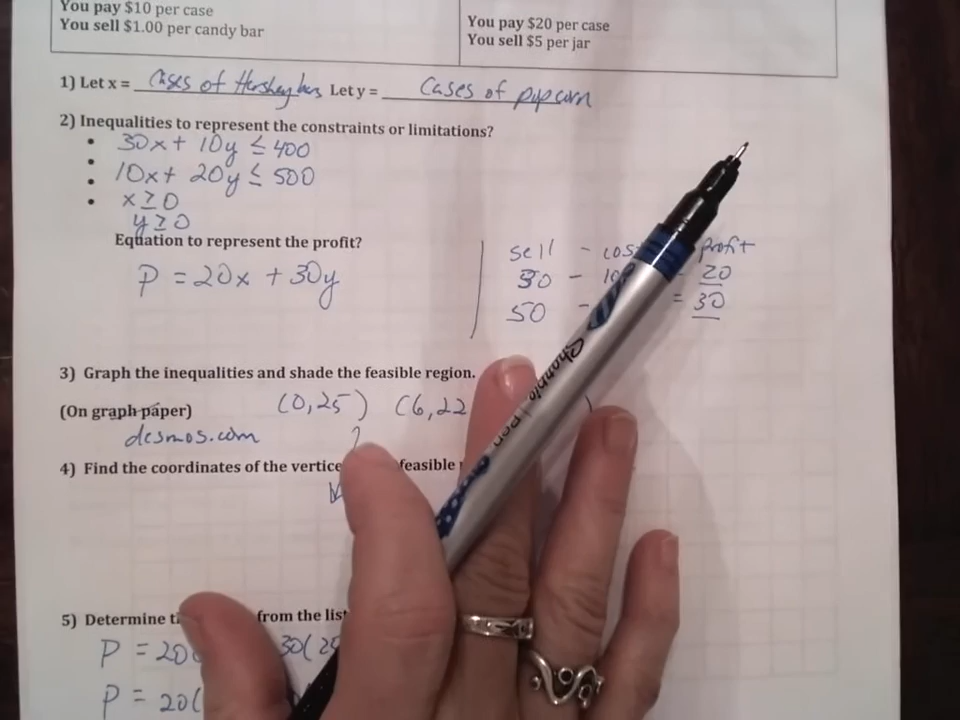 You pay $10 per case
You sell $1.00 per candy bar
You pay $20 per case
You sell $5 per jar
1) Let x = Cases of Hershey bars Let y = Cases of popcorn
2) Inequalities to represent the constraints or limitations?
• 30x + 10y ≤ 400
• 10x + 20y ≤ 500
• x ≥ 0
• y ≥ 0
Equation to represent the profit?
P = 20x + 30y
sell - cost profit
30 - 10 = 20
50 - = 30
3) Graph the inequalities and shade the feasible region.
(On graph paper) (0,25) (6,22
desmos.com
4) Find the coordinates of the feasible
5) Determine from the list
P = 20 30(25
P = 20(
Sharpie Pen